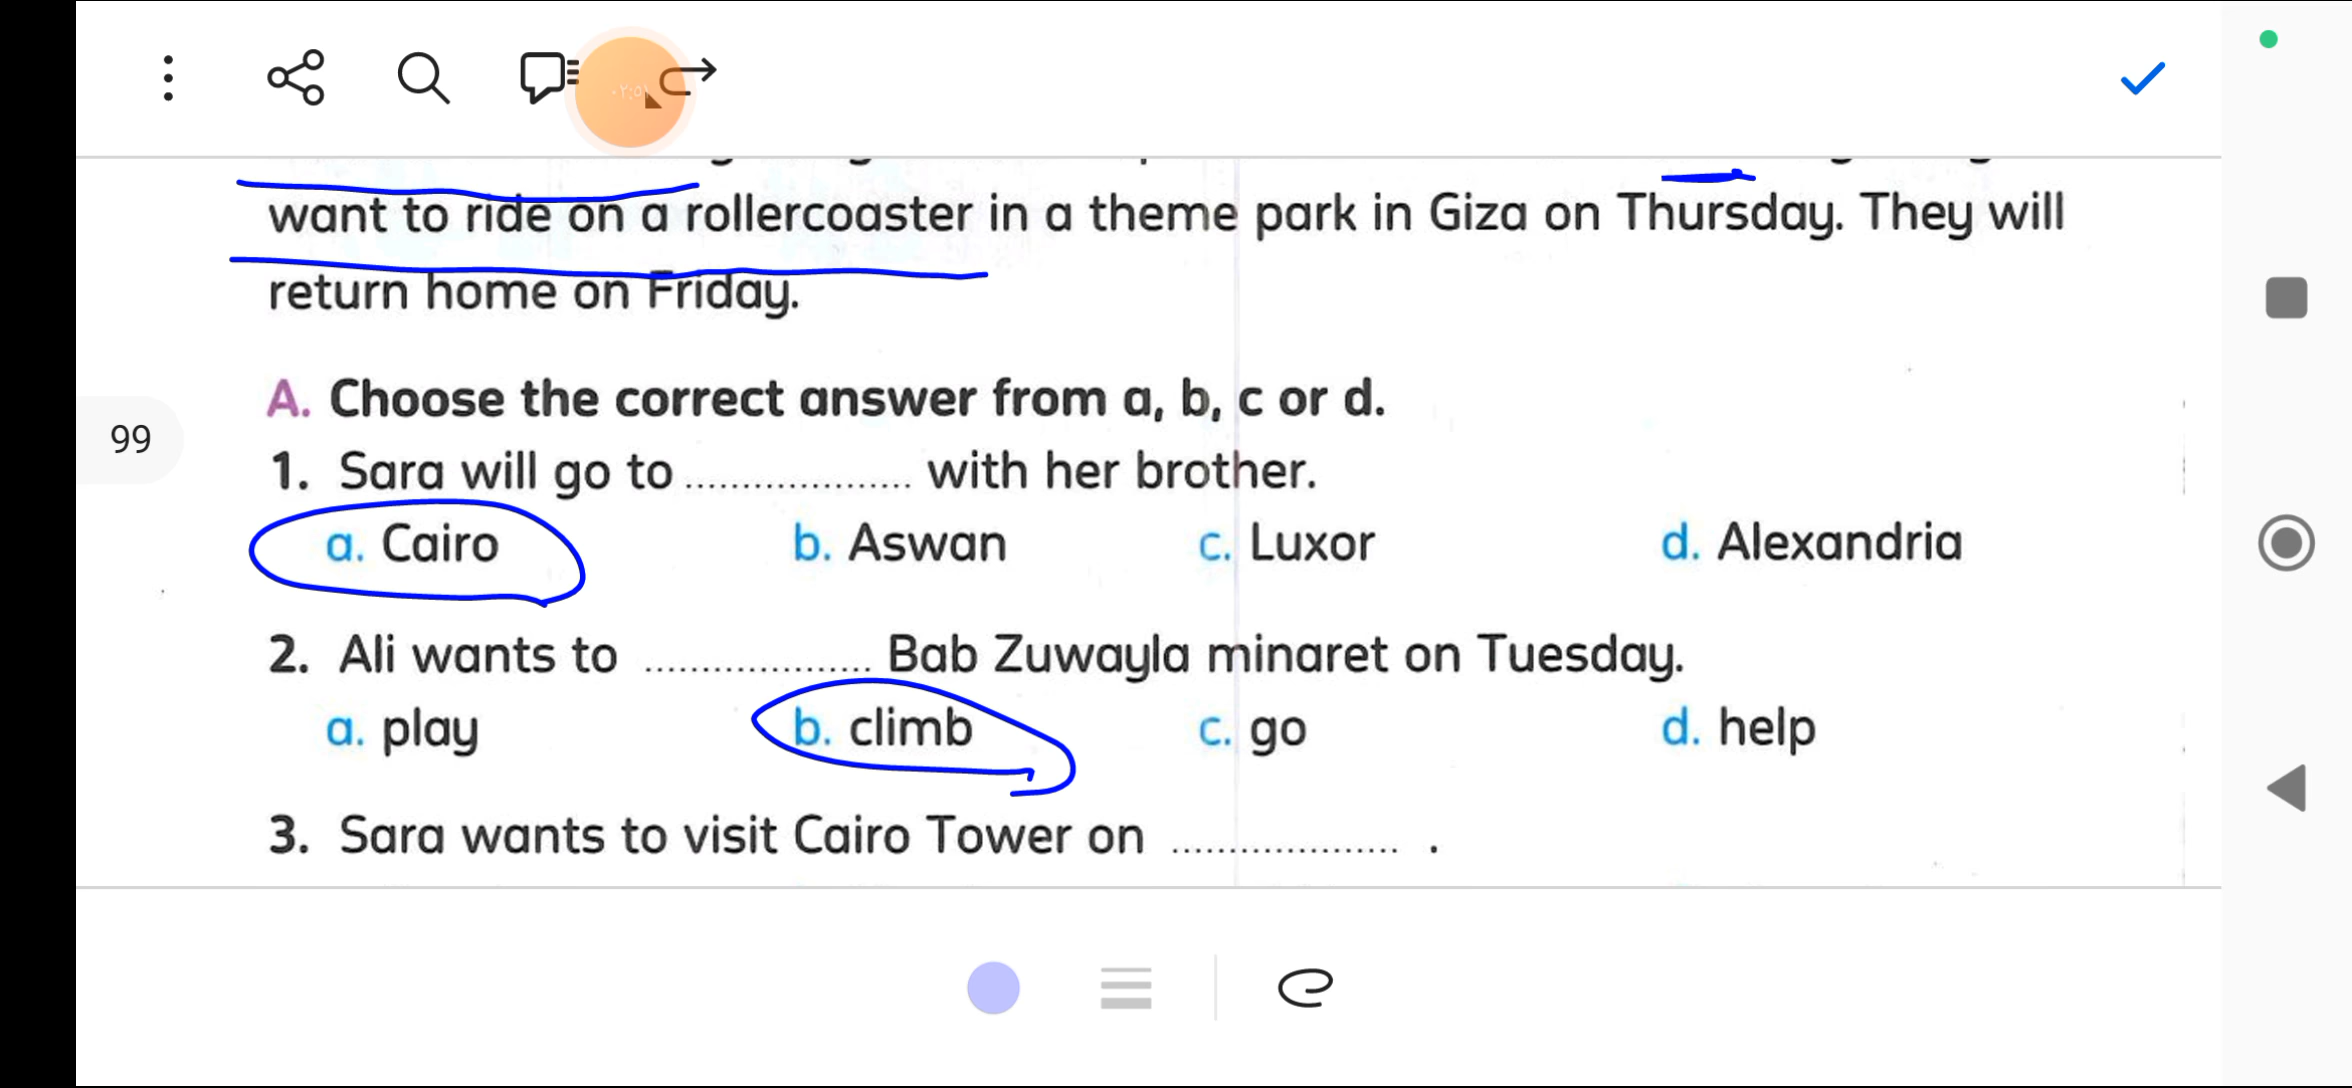 want to ride on a rollercoaster in a theme park in Giza on Thursday. They will
return home on Friday.
A. Choose the correct answer from a, b, c or d.
99
1. Sara will go to .................... with her brother.
a. Cairo b. Aswan c. Luxor d. Alexandria
2. Ali wants to .................... Bab Zuwayla minaret on Tuesday.
a. play b. climb c. go d. help
3. Sara wants to visit Cairo Tower on .................... .